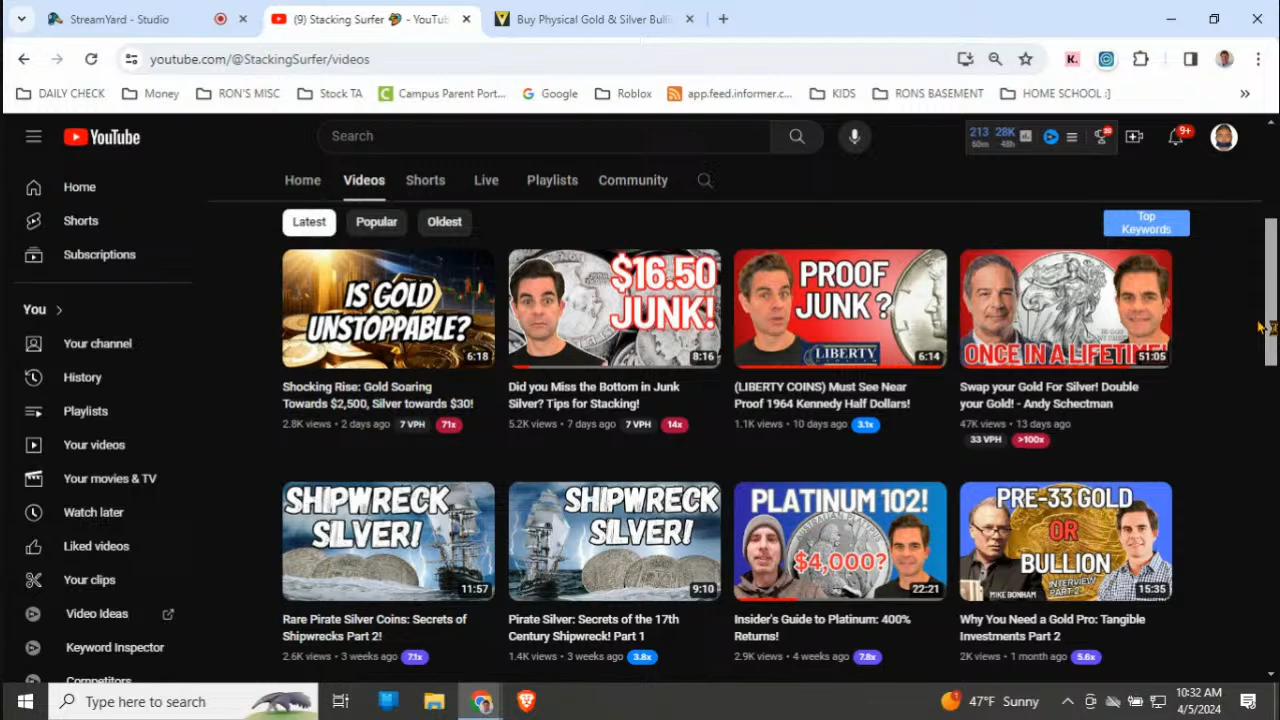 StreamYard - Studio
(9) Stacking Surfer - YouTub
Buy Physical Gold & Silver Bulli
youtube.com/@StackingSurfer/videos
DAILY CHECK
Money
RON'S MISC
Stock TA
Campus Parent Port...
Google
Roblox
app.feed.informer.c...
KIDS
RONS BASEMENT
HOME SCHOOL :]
YouTube
Search
213 28K
60m 48h
9+
Home
Videos
Shorts
Live
Playlists
Community
Latest
Popular
Oldest
Top
Keywords
Home
Shorts
Subscriptions
You
Your channel
History
Playlists
Your videos
Your movies & TV
Watch later
Liked videos
Your clips
Video Ideas
Keyword Inspector
Competitors
IS GOLD
UNSTOPPABLE?
6:18
Shocking Rise: Gold Soaring
Towards $2,500, Silver towards $30!
2.8K views • 2 days ago 7 VPH 71x
$16.50
JUNK!
8:16
Did you Miss the Bottom in Junk
Silver? Tips for Stacking!
5.2K views • 7 days ago 7 VPH 14x
PROOF
JUNK ?
LIBERTY
6:14
(LIBERTY COINS) Must See Near
Proof 1964 Kennedy Half Dollars!
1.1K views • 10 days ago 3.1x
ONCE IN A LIFETIME!
51:05
Swap your Gold For Silver! Double
your Gold! - Andy Schectman
47K views • 13 days ago
33 VPH >100x
SHIPWRECK
SILVER!
11:57
Rare Pirate Silver Coins: Secrets of
Shipwrecks Part 2!
2.6K views • 3 weeks ago 7.1x
SHIPWRECK
SILVER!
9:10
Pirate Silver: Secrets of the 17th
Century Shipwreck! Part 1
1.4K views • 3 weeks ago 3.8x
PLATINUM 102!
$4,000?
22:21
Insider's Guide to Platinum: 400%
Returns!
2.9K views • 4 weeks ago 7.8x
PRE-33 GOLD
OR
BULLION
INTERVIEW
PART 2
MIKE BONHAM
15:35
Why You Need a Gold Pro: Tangible
Investments Part 2
2K views • 1 month ago 5.6x
Type here to search
47°F Sunny
10:32 AM
4/5/2024